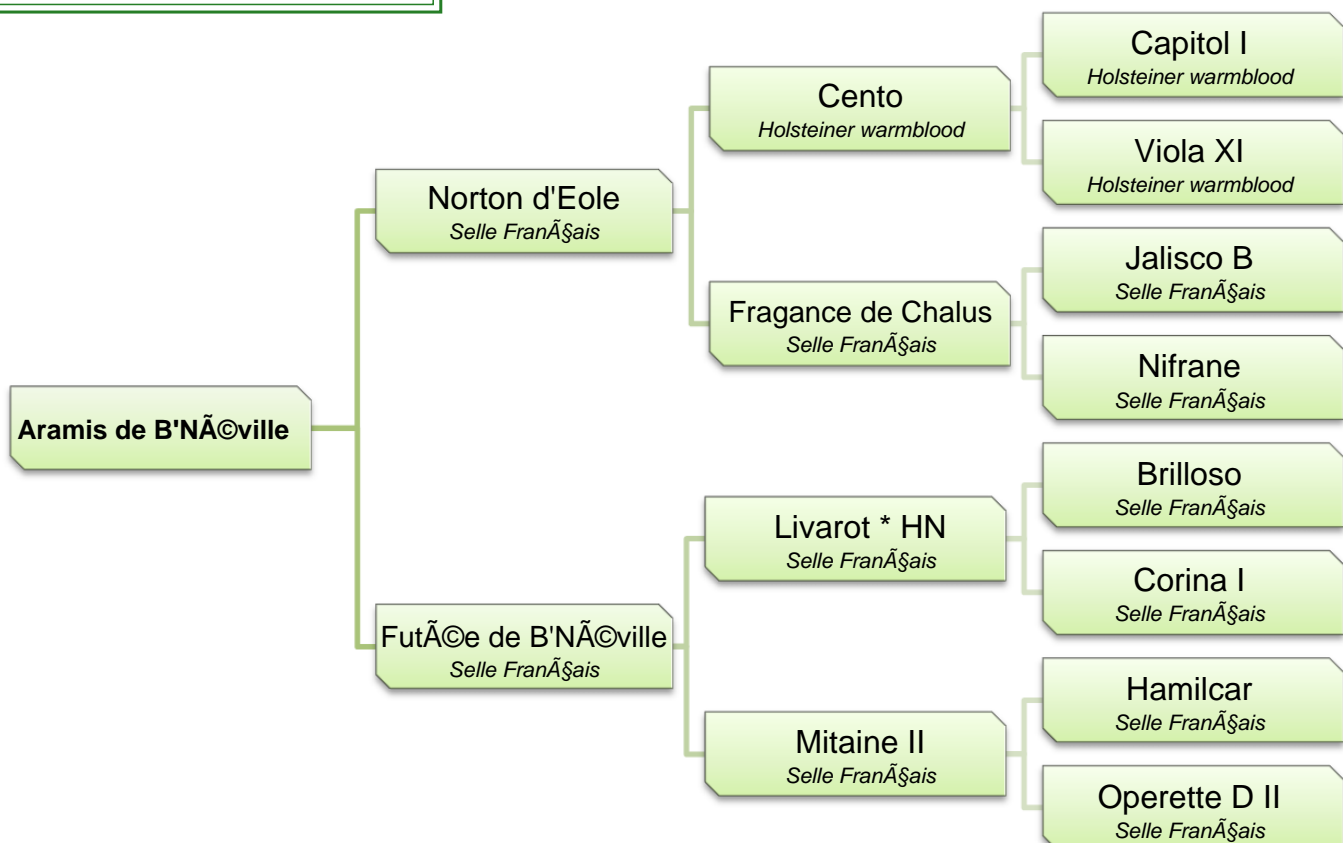 Capitol I
Holsteiner warmblood
Cento
Holsteiner warmblood
Viola XI
Holsteiner warmblood
Norton d'Eole
Selle FranÃ§ais
Jalisco B
Selle FranÃ§ais
Fragance de Chalus
Selle FranÃ§ais
Nifrane
Selle FranÃ§ais
Aramis de B'NÃ©ville
Brilloso
Selle FranÃ§ais
Livarot * HN
Selle FranÃ§ais
Corina I
Selle FranÃ§ais
FutÃ©e de B'NÃ©ville
Selle FranÃ§ais
Hamilcar
Selle FranÃ§ais
Mitaine II
Selle FranÃ§ais
Operette D II
Selle FranÃ§ais